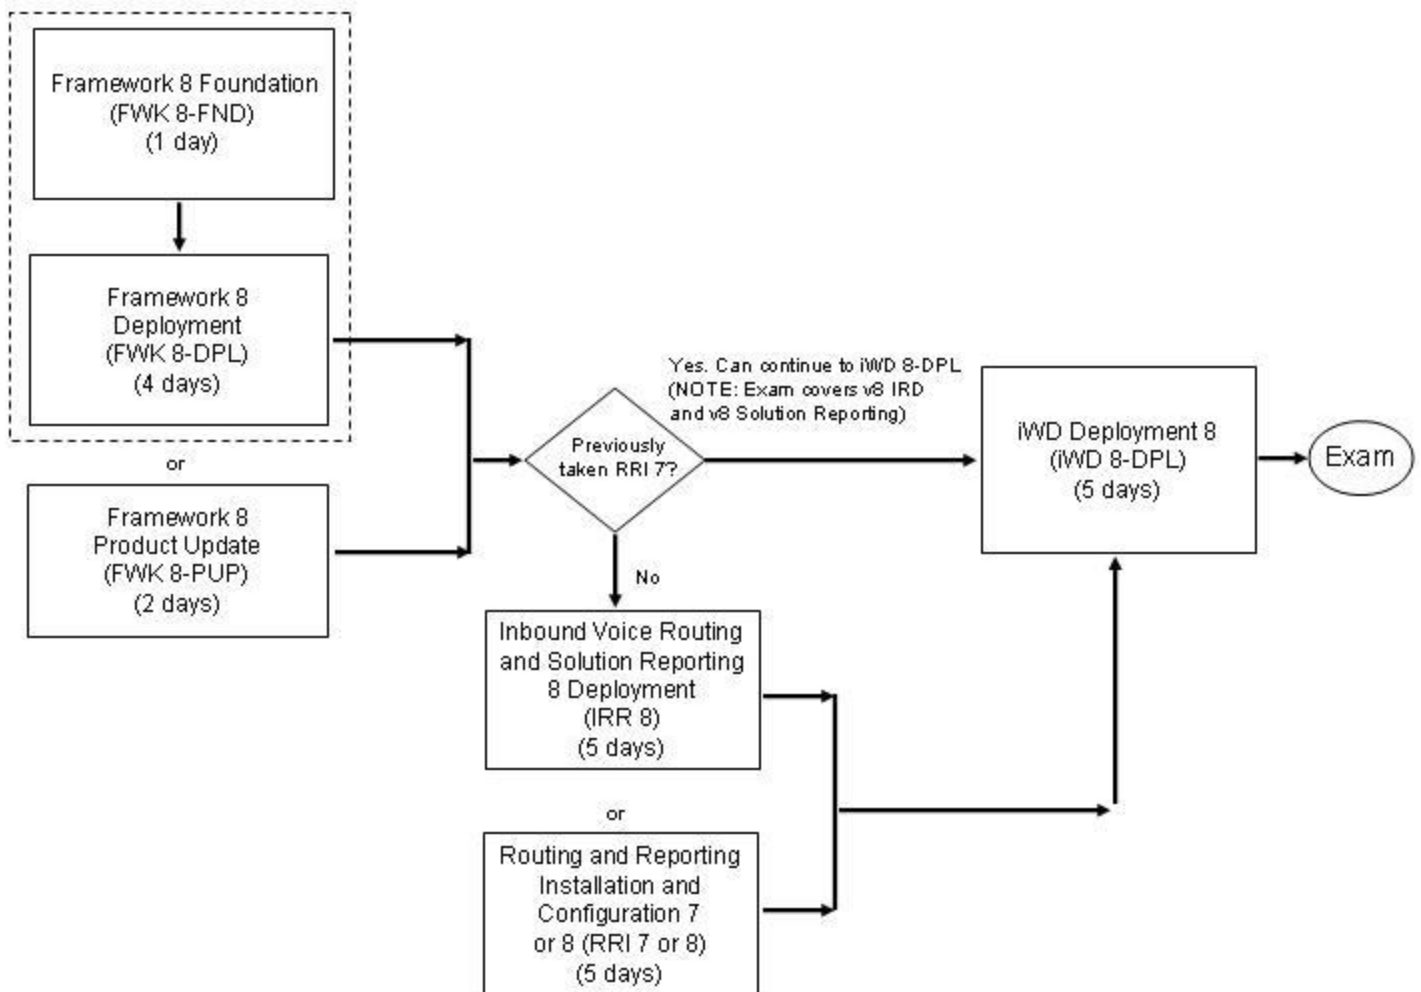 Framework 8 Foundation
(FWK 8-FND)
(1 day)
Framework 8
Deployment
(FWK 8-DPL)
(4 days)
or
Framework 8
Product Update
(FWK 8-PUP)
(2 days)
Previously
taken RRI 7?
Yes. Can continue to iWD 8-DPL
(NOTE: Exam covers v8 IRD
and v8 Solution Reporting)
No
Inbound Voice Routing
and Solution Reporting
8 Deployment
(IRR 8)
(5 days)
or
Routing and Reporting
Installation and
Configuration 7
or 8 (RRI 7 or 8)
(5 days)
iWD Deployment 8
(iWD 8-DPL)
(5 days)
Exam